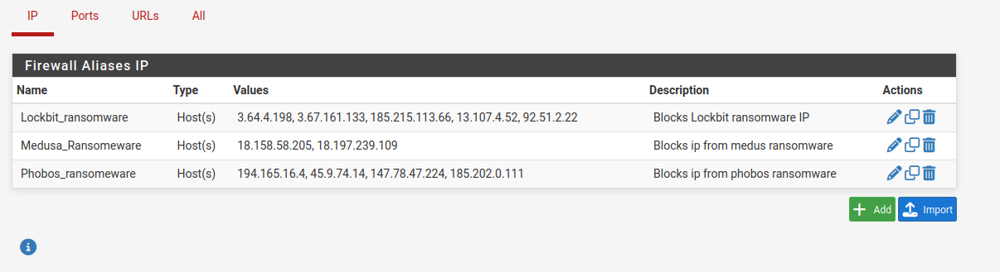 IP Ports URLs All
Firewall Aliases IP
Name Type Values Description Actions
Lockbit_ransomware Host(s) 3.64.4.198, 3.67.161.133, 185.215.113.66, 13.107.4.52, 92.51.2.22 Blocks Lockbit ransomware IP
Medusa_Ransomeware Host(s) 18.158.58.205, 18.197.239.109 Blocks ip from medus ransomware
Phobos_ransomeware Host(s) 194.165.16.4, 45.9.74.14, 147.78.47.224, 185.202.0.111 Blocks ip from phobos ransomware
Add Import